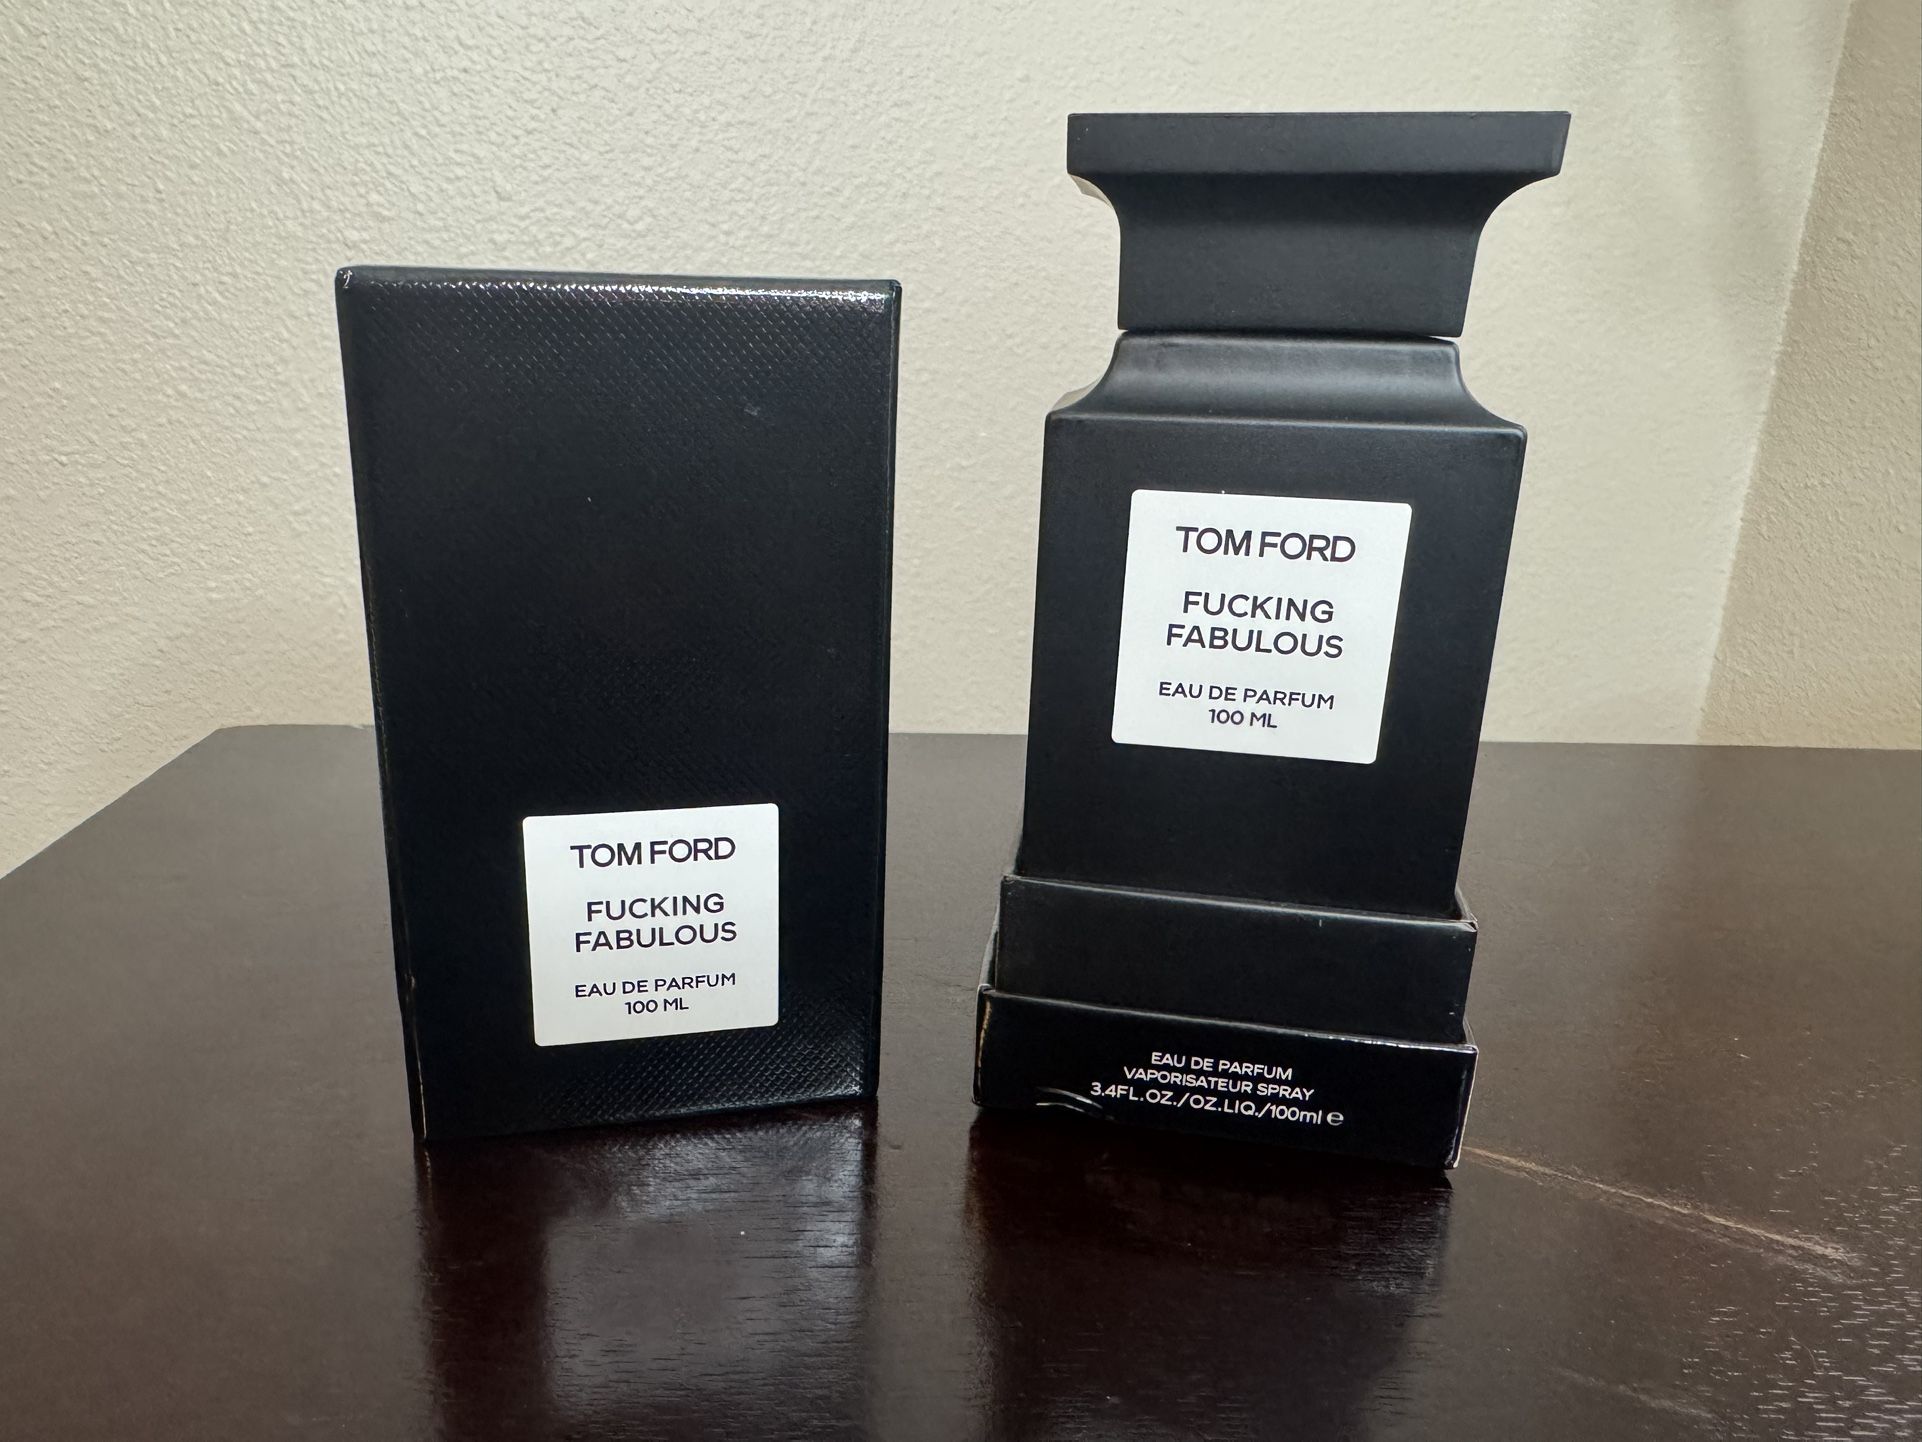 TOM FORD
FUCKING
FABULOUS
EAU DE PARFUM
100 ML
TOM FORD
FUCKING
FABULOUS
EAU DE PARFUM
100 ML
EAU DE PARFUM
VAPORISATEUR SPRAY
3.4FL.OZ./OZ.LIQ./100ml ℮